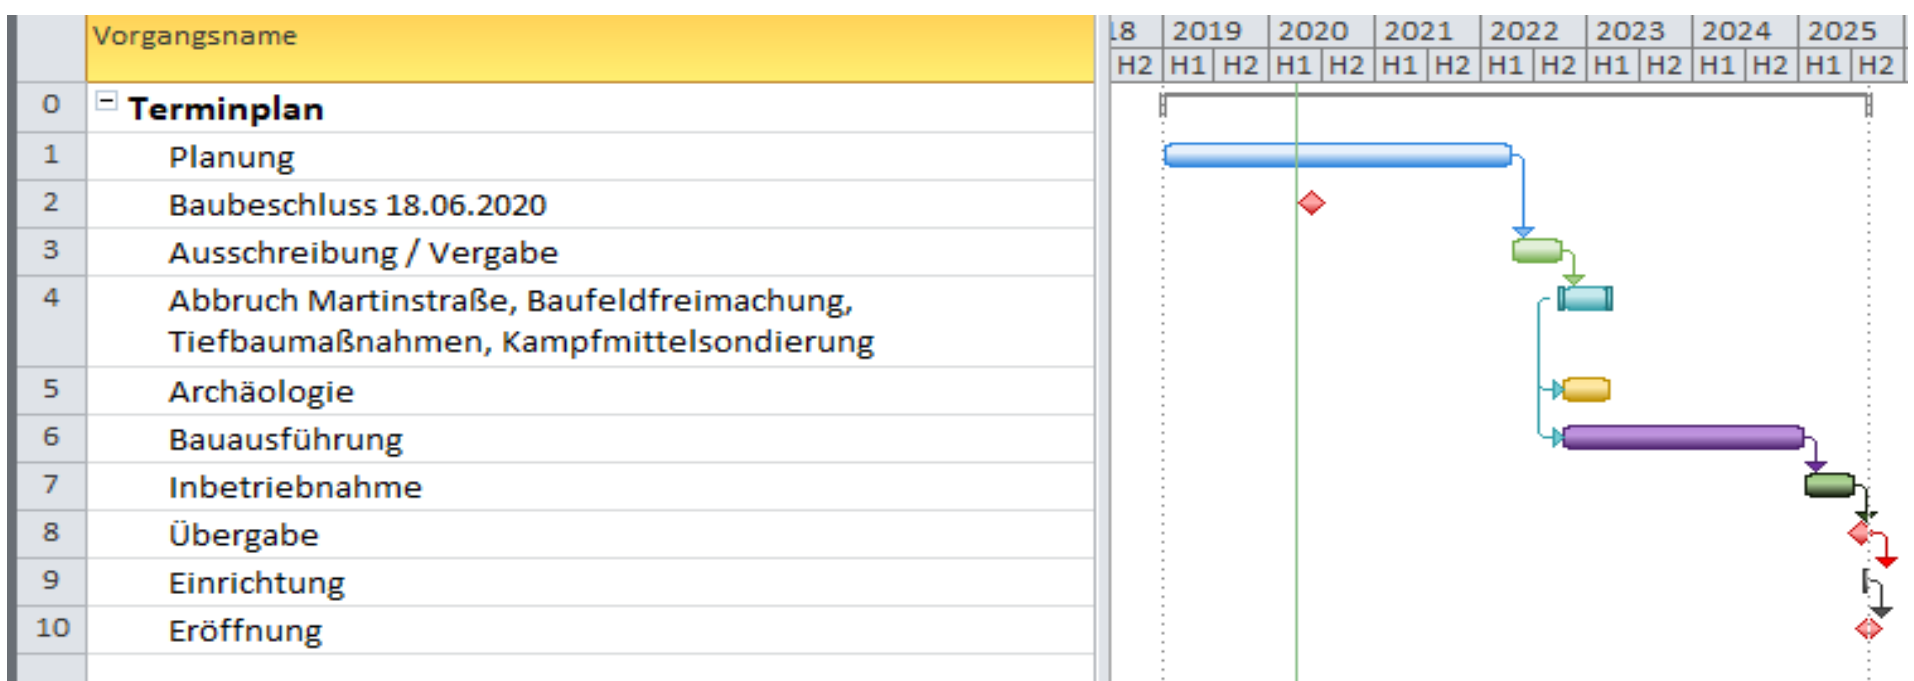 Vorgangsname
18 2019 2020 2021 2022 2023 2024 2025
H2 H1 H2 H1 H2 H1 H2 H1 H2 H1 H2 H1 H2 H1 H2
0 Terminplan
1 Planung
2 Baubeschluss 18.06.2020
3 Ausschreibung / Vergabe
4 Abbruch Martinstraße, Baufeldfreimachung,
Tiefbaumaßnahmen, Kampfmittelsondierung
5 Archäologie
6 Bauausführung
7 Inbetriebnahme
8 Übergabe
9 Einrichtung
10 Eröffnung